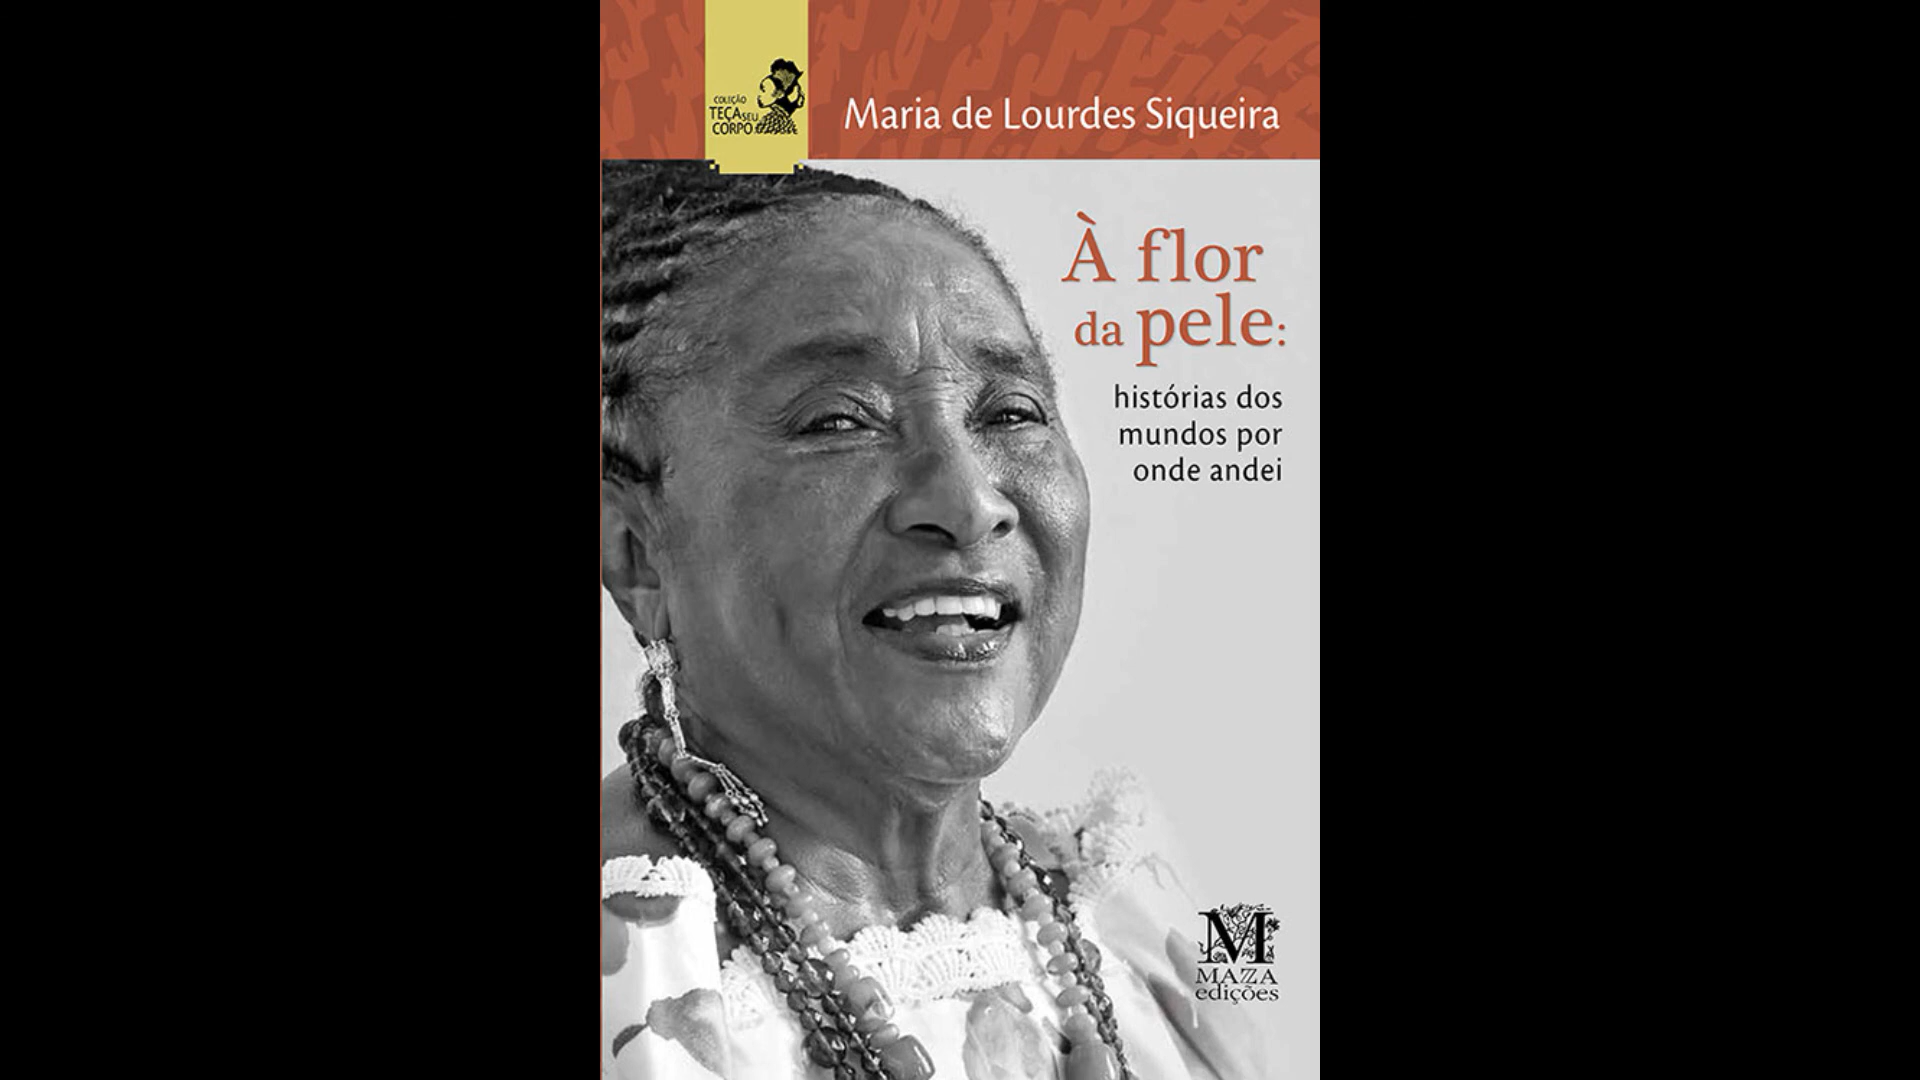 COLEÇÃO
TEÇA SEU
CORPO
Maria de Lourdes Siqueira
À flor
da pele:
histórias dos
mundos por
onde andei
M
MAZZA
edições